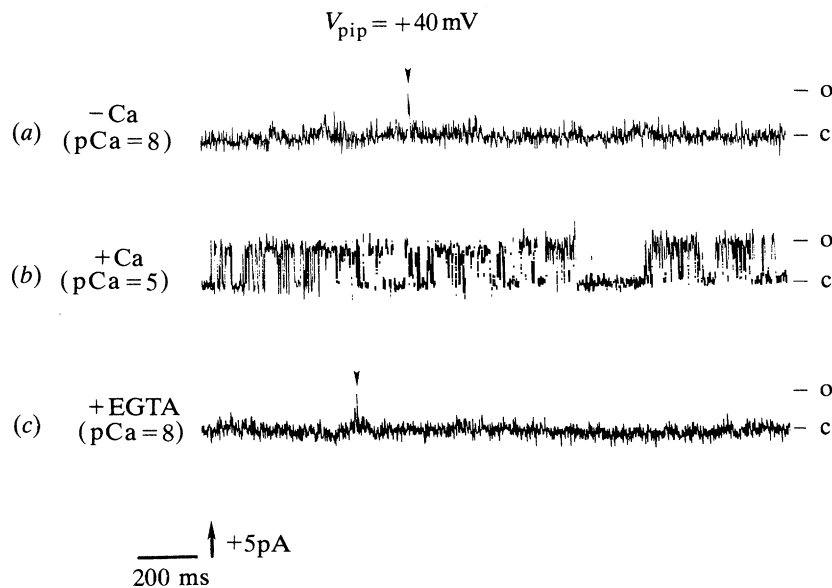 V_pip = +40 mV
– o
(a) –Ca (pCa=8) – c
– o
(b) +Ca (pCa=5) – c
– o
(c) +EGTA (pCa=8) – c
+5pA
200 ms